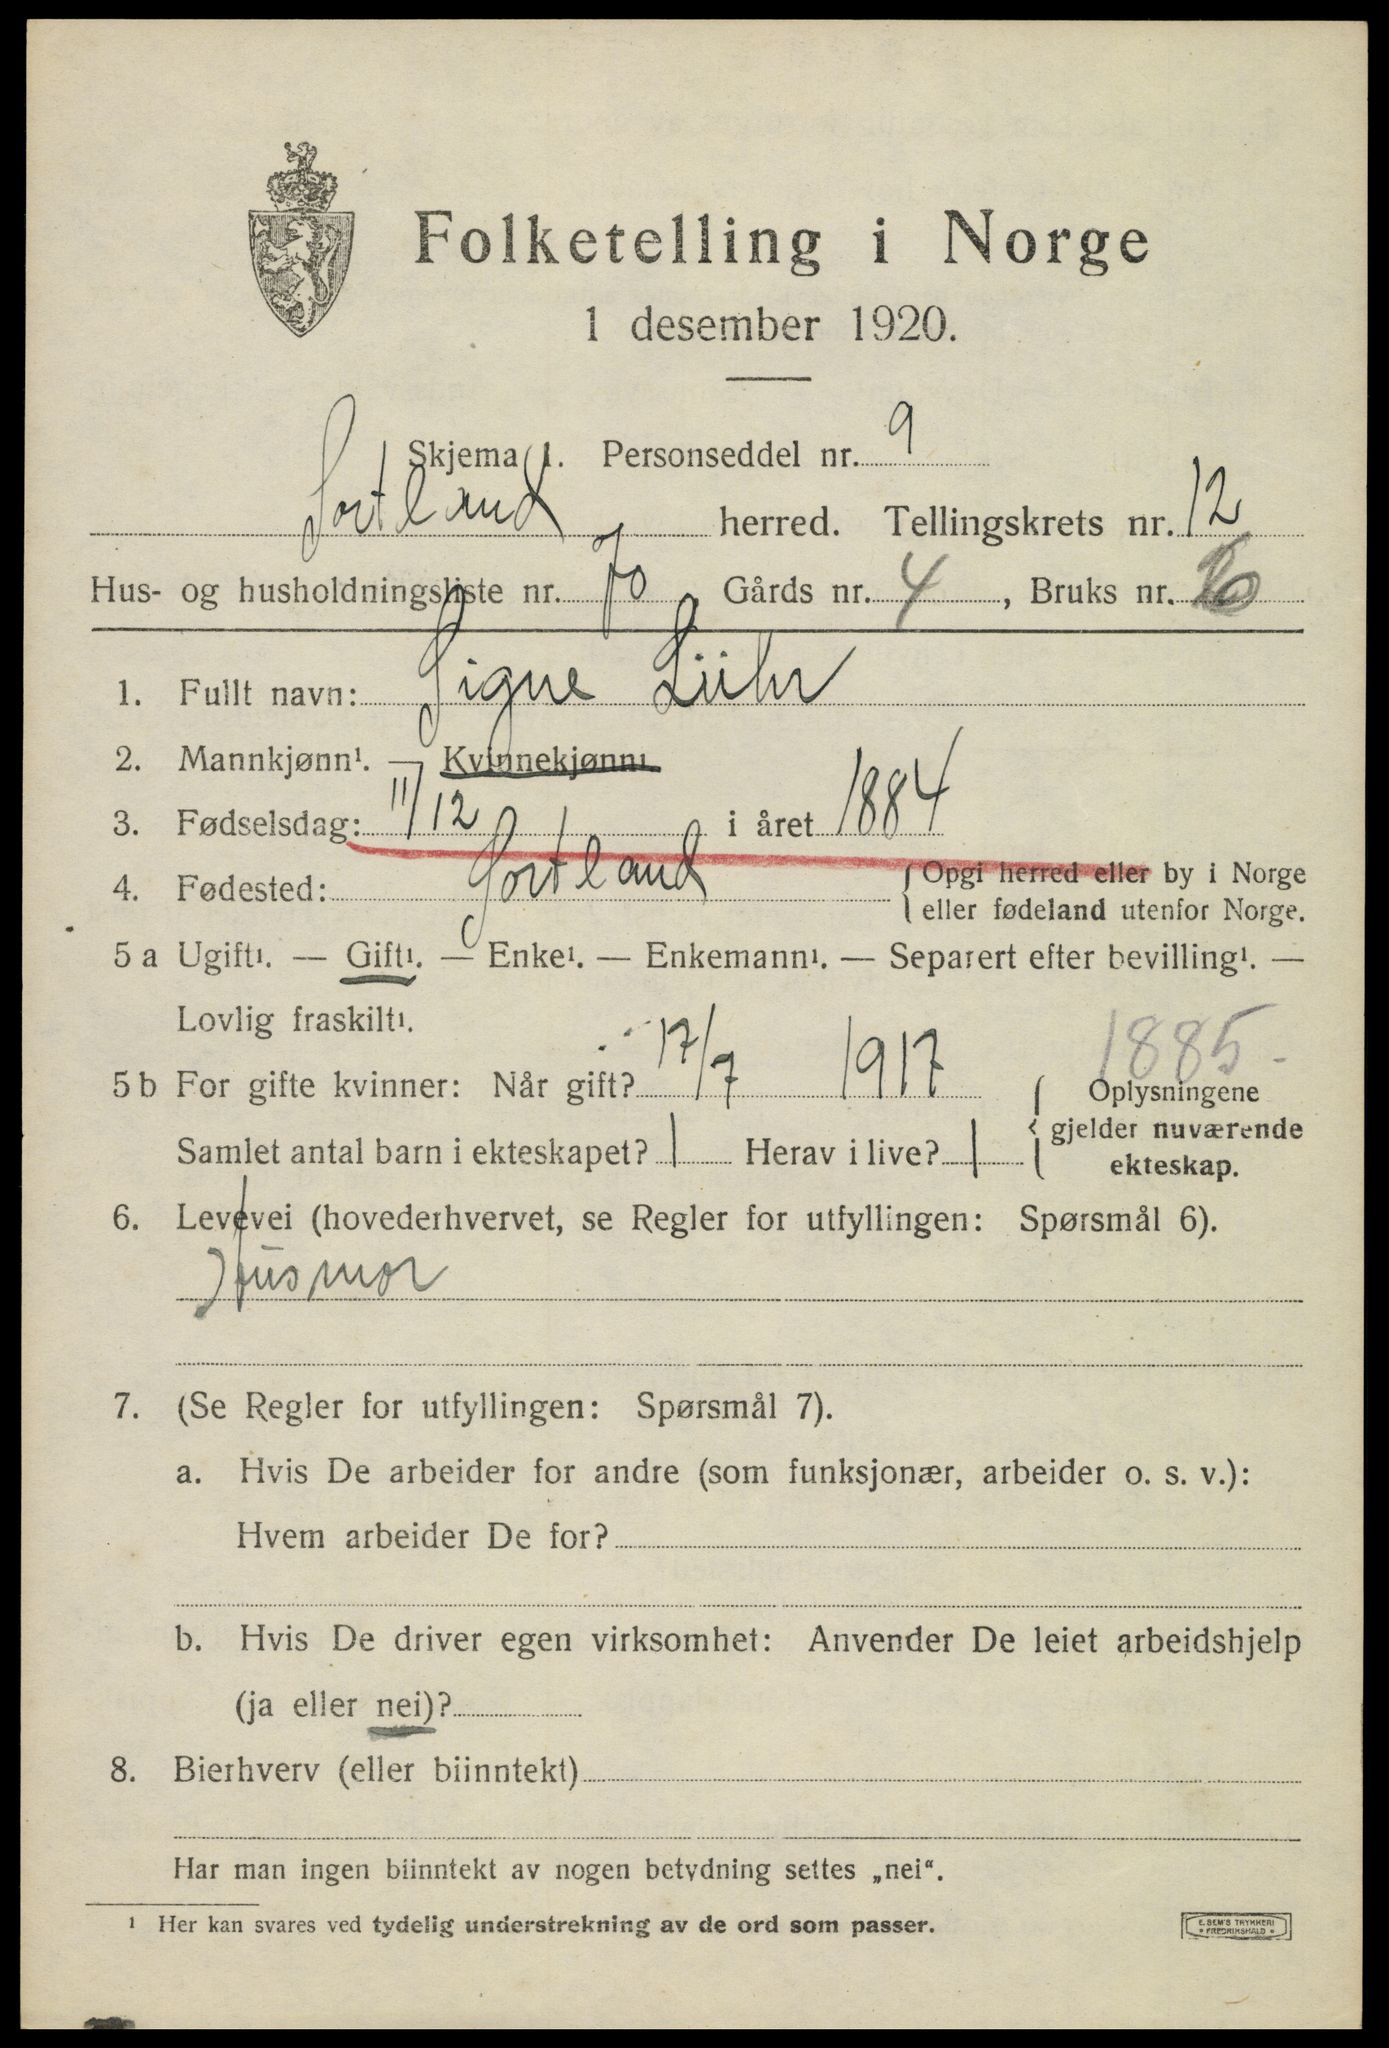 Folketelling i Norge
1 desember 1920.
Skjema 1. Personseddel nr. 9
Sortland herred. Tellingskrets nr. 12
Hus- og husholdningsliste nr. 70 Gårds nr. 4, Bruks nr.
1. Fullt navn: Signe Lühr
2. Mannkjønn¹. — Kvinnekjønn¹
3. Fødselsdag: 11/12 i året 1884
4. Fødested: Sortland { Opgi herred eller by i Norge
eller fødeland utenfor Norge.
5 a Ugift¹. — Gift¹. — Enke¹. — Enkemann¹. — Separert efter bevilling¹. —
Lovlig fraskilt¹.
1885.
5 b For gifte kvinner: Når gift? 17/7 1917 { Oplysningene
gjelder nuværende
Samlet antal barn i ekteskapet? 1 Herav i live? 1 ekteskap.
6. Levevei (hovederhvervet, se Regler for utfyllingen: Spørsmål 6).
Husmor
7. (Se Regler for utfyllingen: Spørsmål 7).
a. Hvis De arbeider for andre (som funksjonær, arbeider o. s. v.):
Hvem arbeider De for?
b. Hvis De driver egen virksomhet: Anvender De leiet arbeidshjelp
(ja eller nei)?
8. Bierhverv (eller biinntekt)
Har man ingen biinntekt av nogen betydning settes „nei“.
¹ Her kan svares ved tydelig understrekning av de ord som passer.
E. SEM'S TRYKKERI
• FREDRIKSHALD •